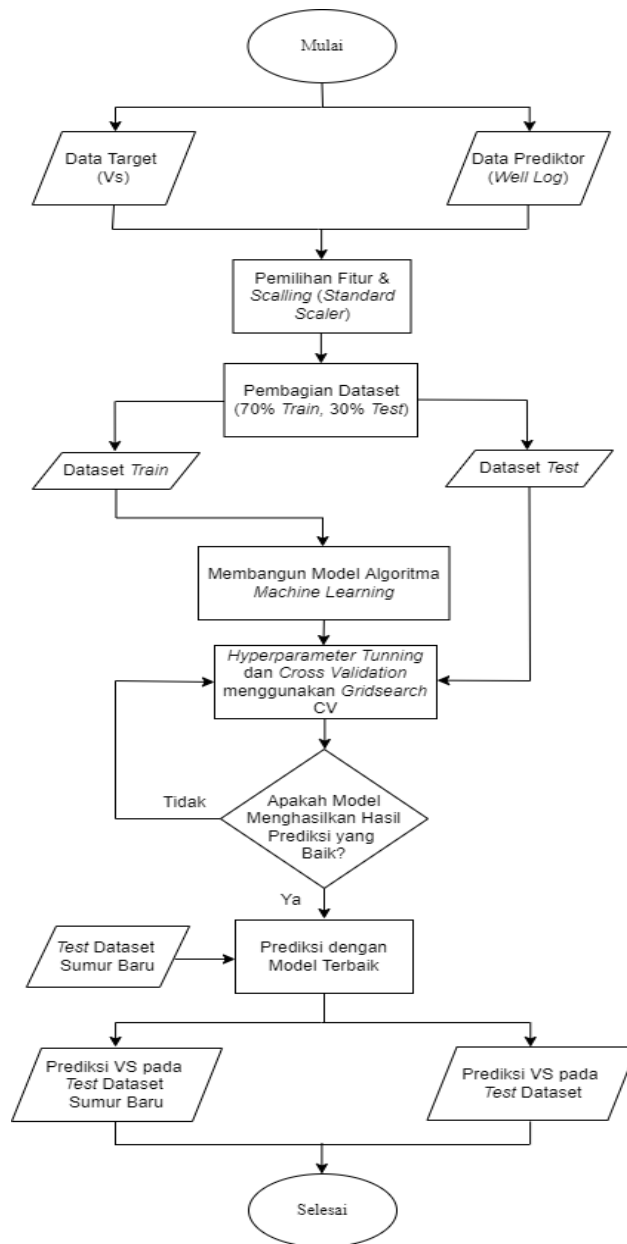 Mulai
Data Target
(Vs)
Data Prediktor
(Well Log)
Pemilihan Fitur &
Scalling (Standard
Scaler)
Pembagian Dataset
(70% Train, 30% Test)
Dataset Train
Dataset Test
Membangun Model Algoritma
Machine Learning
Hyperparameter Tunning
dan Cross Validation
menggunakan Gridsearch
CV
Tidak
Apakah Model
Menghasilkan Hasil
Prediksi yang
Baik?
Ya
Test Dataset
Sumur Baru
Prediksi dengan
Model Terbaik
Prediksi VS pada
Test Dataset
Sumur Baru
Prediksi VS pada
Test Dataset
Selesai